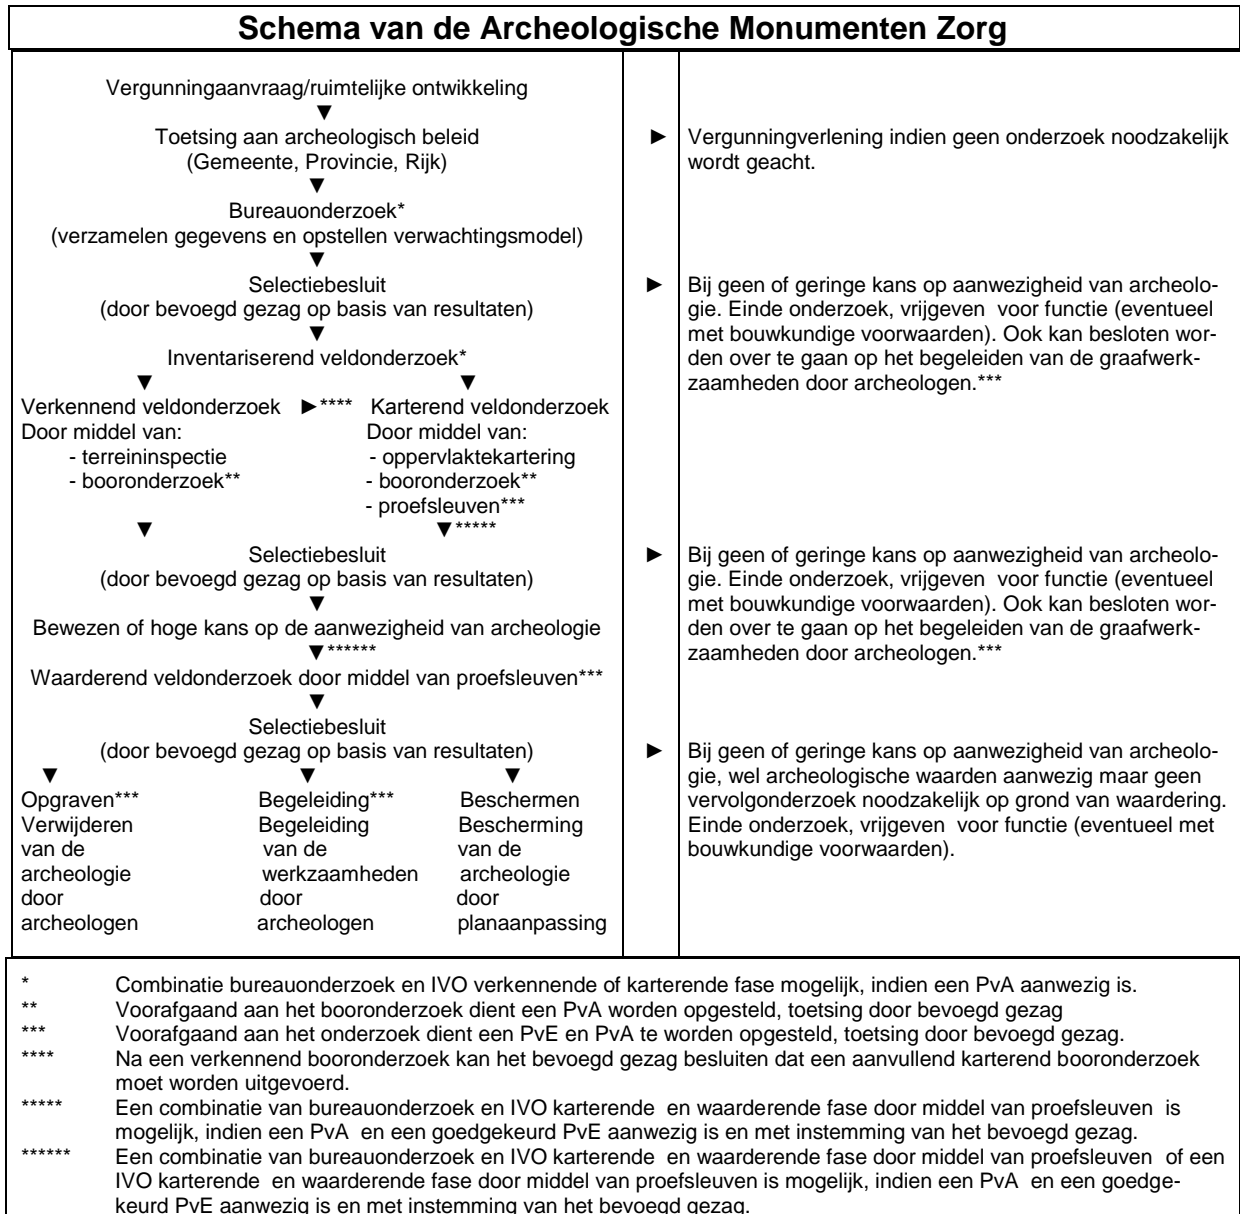 Schema van de Archeologische Monumenten Zorg
Vergunningaanvraag/ruimtelijke ontwikkeling
▼
Toetsing aan archeologisch beleid
(Gemeente, Provincie, Rijk)
► Vergunningverlening indien geen onderzoek noodzakelijk
wordt geacht.
▼
Bureauonderzoek*
(verzamelen gegevens en opstellen verwachtingsmodel)
▼
Selectiebesluit
(door bevoegd gezag op basis van resultaten)
► Bij geen of geringe kans op aanwezigheid van archeolo-
gie. Einde onderzoek, vrijgeven voor functie (eventueel
met bouwkundige voorwaarden). Ook kan besloten wor-
den over te gaan op het begeleiden van de graafwerk-
zaamheden door archeologen.***
▼
Inventariserend veldonderzoek*
▼ ▼
Verkennend veldonderzoek ►**** Karterend veldonderzoek
Door middel van: Door middel van:
- terreininspectie - oppervlaktekartering
- booronderzoek** - booronderzoek**
- proefsleuven***
▼ ▼*****
Selectiebesluit
(door bevoegd gezag op basis van resultaten)
► Bij geen of geringe kans op aanwezigheid van archeolo-
gie. Einde onderzoek, vrijgeven voor functie (eventueel
met bouwkundige voorwaarden). Ook kan besloten wor-
den over te gaan op het begeleiden van de graafwerk-
zaamheden door archeologen.***
▼
Bewezen of hoge kans op de aanwezigheid van archeologie
▼******
Waarderend veldonderzoek door middel van proefsleuven***
▼
Selectiebesluit
(door bevoegd gezag op basis van resultaten)
► Bij geen of geringe kans op aanwezigheid van archeolo-
gie, wel archeologische waarden aanwezig maar geen
vervolgonderzoek noodzakelijk op grond van waardering.
Einde onderzoek, vrijgeven voor functie (eventueel met
bouwkundige voorwaarden).
▼ ▼ ▼
Opgraven*** Begeleiding*** Beschermen
Verwijderen Begeleiding Bescherming
van de van de van de
archeologie werkzaamheden archeologie
door door door
archeologen archeologen planaanpassing
* Combinatie bureauonderzoek en IVO verkennende of karterende fase mogelijk, indien een PvA aanwezig is.
** Voorafgaand aan het booronderzoek dient een PvA worden opgesteld, toetsing door bevoegd gezag
*** Voorafgaand aan het onderzoek dient een PvE en PvA te worden opgesteld, toetsing door bevoegd gezag.
**** Na een verkennend booronderzoek kan het bevoegd gezag besluiten dat een aanvullend karterend booronderzoek
moet worden uitgevoerd.
***** Een combinatie van bureauonderzoek en IVO karterende en waarderende fase door middel van proefsleuven is
mogelijk, indien een PvA en een goedgekeurd PvE aanwezig is en met instemming van het bevoegd gezag.
****** Een combinatie van bureauonderzoek en IVO karterende en waarderende fase door middel van proefsleuven of een
IVO karterende en waarderende fase door middel van proefsleuven is mogelijk, indien een PvA en een goedge-
keurd PvE aanwezig is en met instemming van het bevoegd gezag.